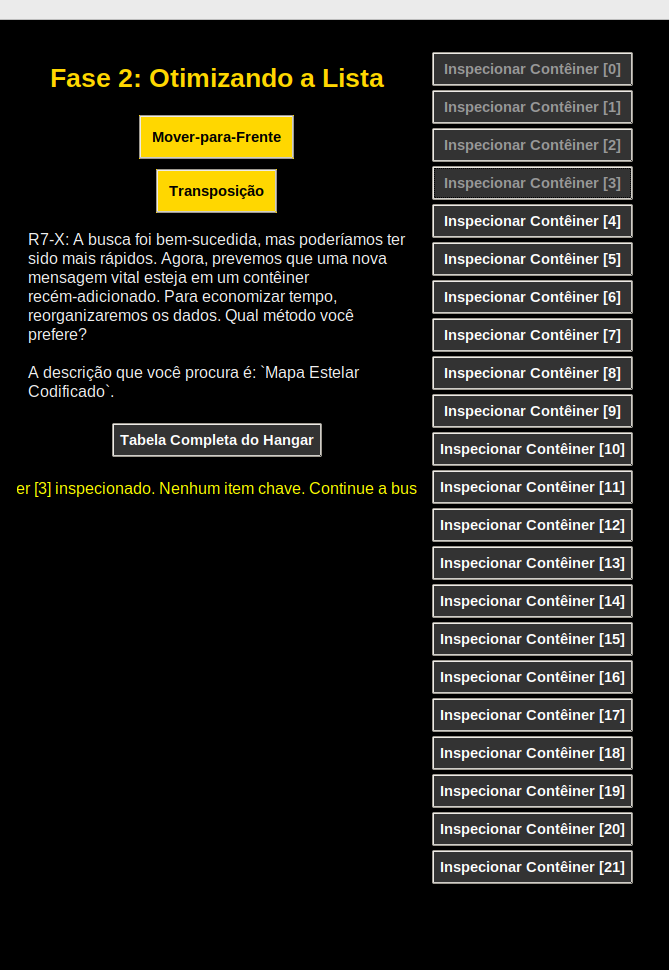 Fase 2: Otimizando a Lista
Mover-para-Frente
Transposição
R7-X: A busca foi bem-sucedida, mas poderíamos ter
sido mais rápidos. Agora, prevemos que uma nova
mensagem vital esteja em um contêiner
recém-adicionado. Para economizar tempo,
reorganizaremos os dados. Qual método você
prefere?
A descrição que você procura é: `Mapa Estelar
Codificado`.
Tabela Completa do Hangar
er [3] inspecionado. Nenhum item chave. Continue a bus
Inspecionar Contêiner [0]
Inspecionar Contêiner [1]
Inspecionar Contêiner [2]
Inspecionar Contêiner [3]
Inspecionar Contêiner [4]
Inspecionar Contêiner [5]
Inspecionar Contêiner [6]
Inspecionar Contêiner [7]
Inspecionar Contêiner [8]
Inspecionar Contêiner [9]
Inspecionar Contêiner [10]
Inspecionar Contêiner [11]
Inspecionar Contêiner [12]
Inspecionar Contêiner [13]
Inspecionar Contêiner [14]
Inspecionar Contêiner [15]
Inspecionar Contêiner [16]
Inspecionar Contêiner [17]
Inspecionar Contêiner [18]
Inspecionar Contêiner [19]
Inspecionar Contêiner [20]
Inspecionar Contêiner [21]